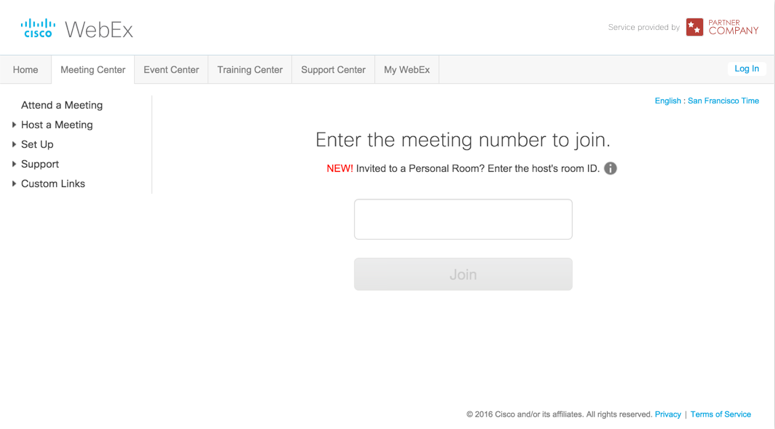 CISCO WebEx
Service provided by PARTNER COMPANY
Home Meeting Center Event Center Training Center Support Center My WebEx Log In
English : San Francisco Time
Attend a Meeting
Host a Meeting
Set Up
Support
Custom Links
Enter the meeting number to join.
NEW! Invited to a Personal Room? Enter the host's room ID.
Join
© 2016 Cisco and/or its affiliates. All rights reserved. Privacy | Terms of Service